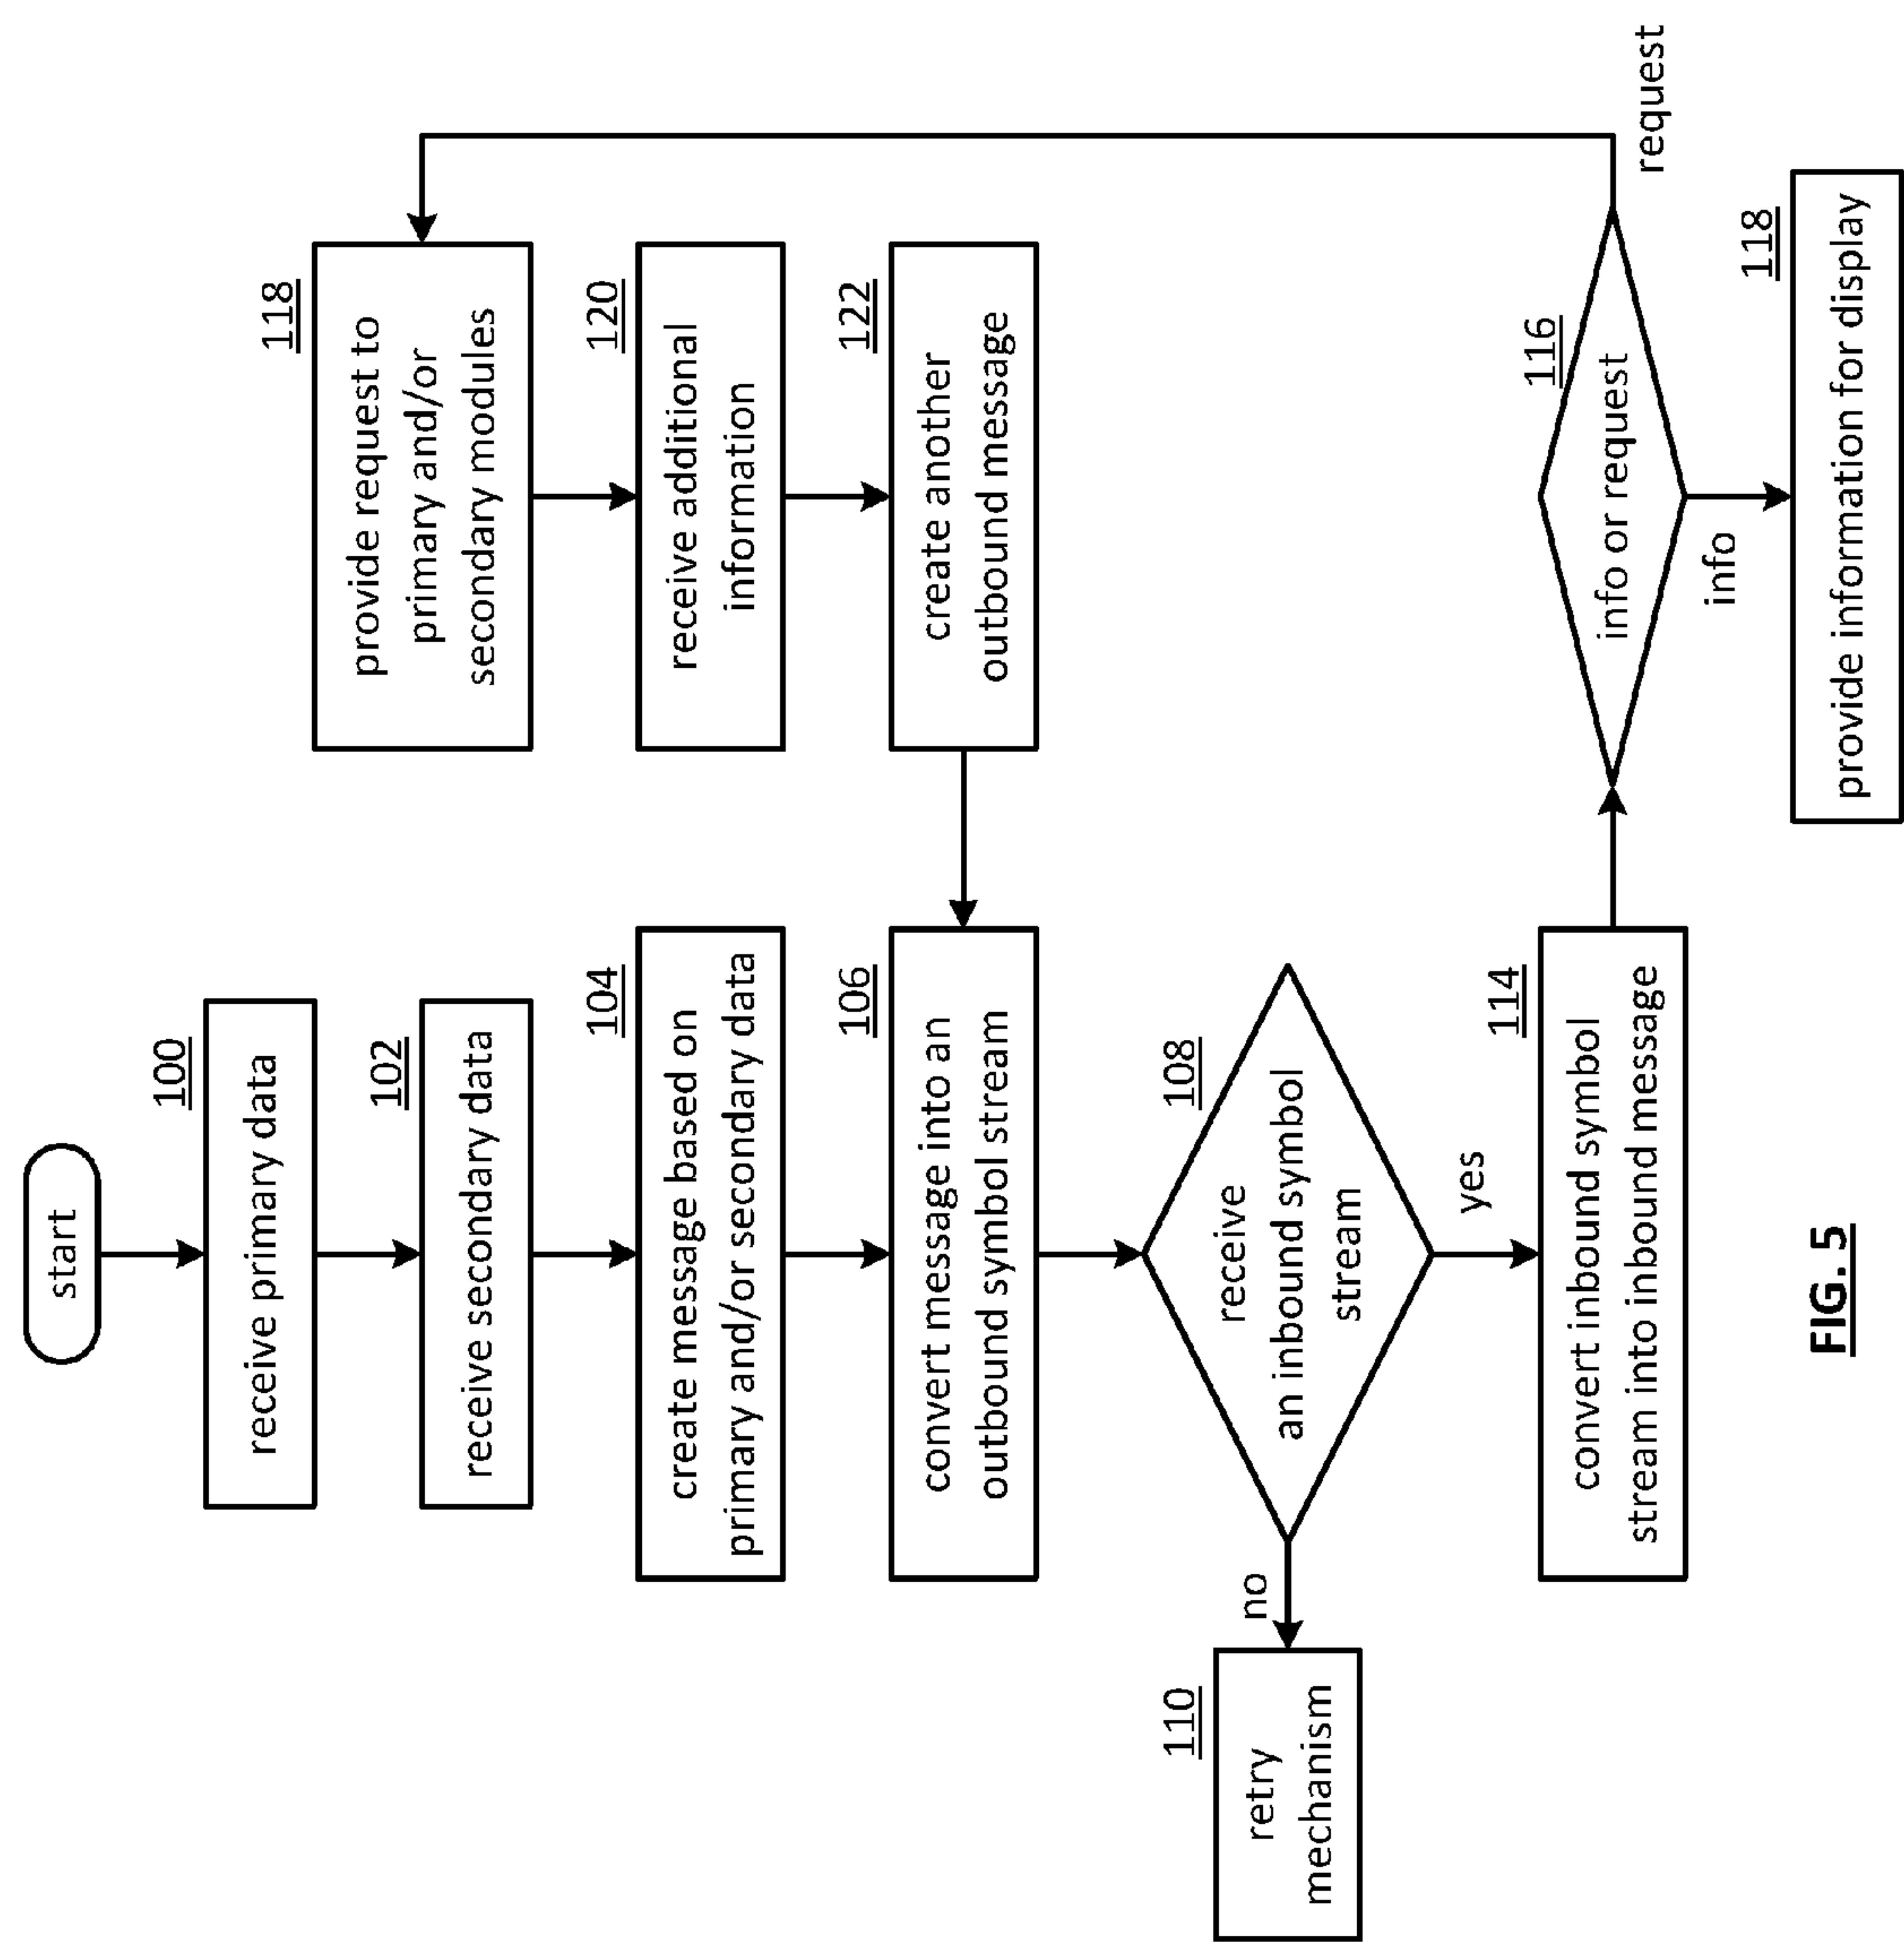 start
100
receive primary data
102
receive secondary data
104
create message based on
primary and/or secondary data
106
convert message into an
outbound symbol stream
108
receive
an inbound symbol
stream
no
110
retry
mechanism
yes
114
convert inbound symbol
stream into inbound message
116
info or request
request
info
118
provide information for display
118
provide request to
primary and/or
secondary modules
120
receive additional
information
122
create another
outbound message
FIG. 5